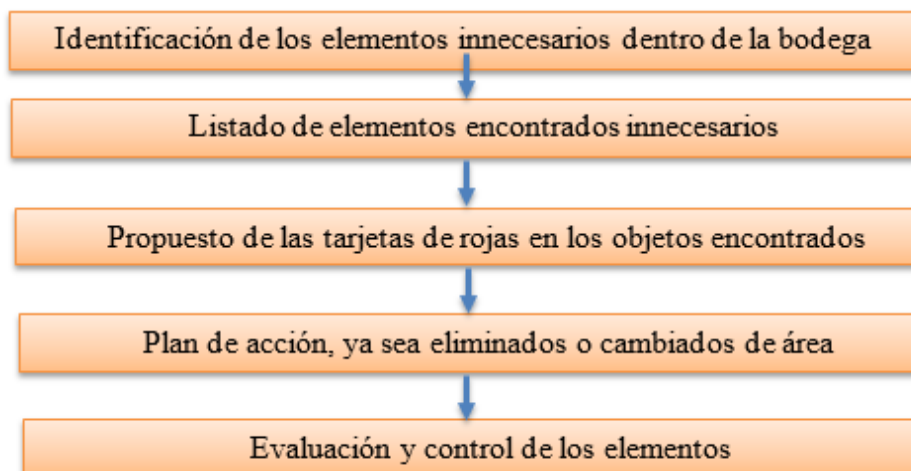 Identificación de los elementos innecesarios dentro de la bodega
Listado de elementos encontrados innecesarios
Propuesto de las tarjetas de rojas en los objetos encontrados
Plan de acción, ya sea eliminados o cambiados de área
Evaluación y control de los elementos